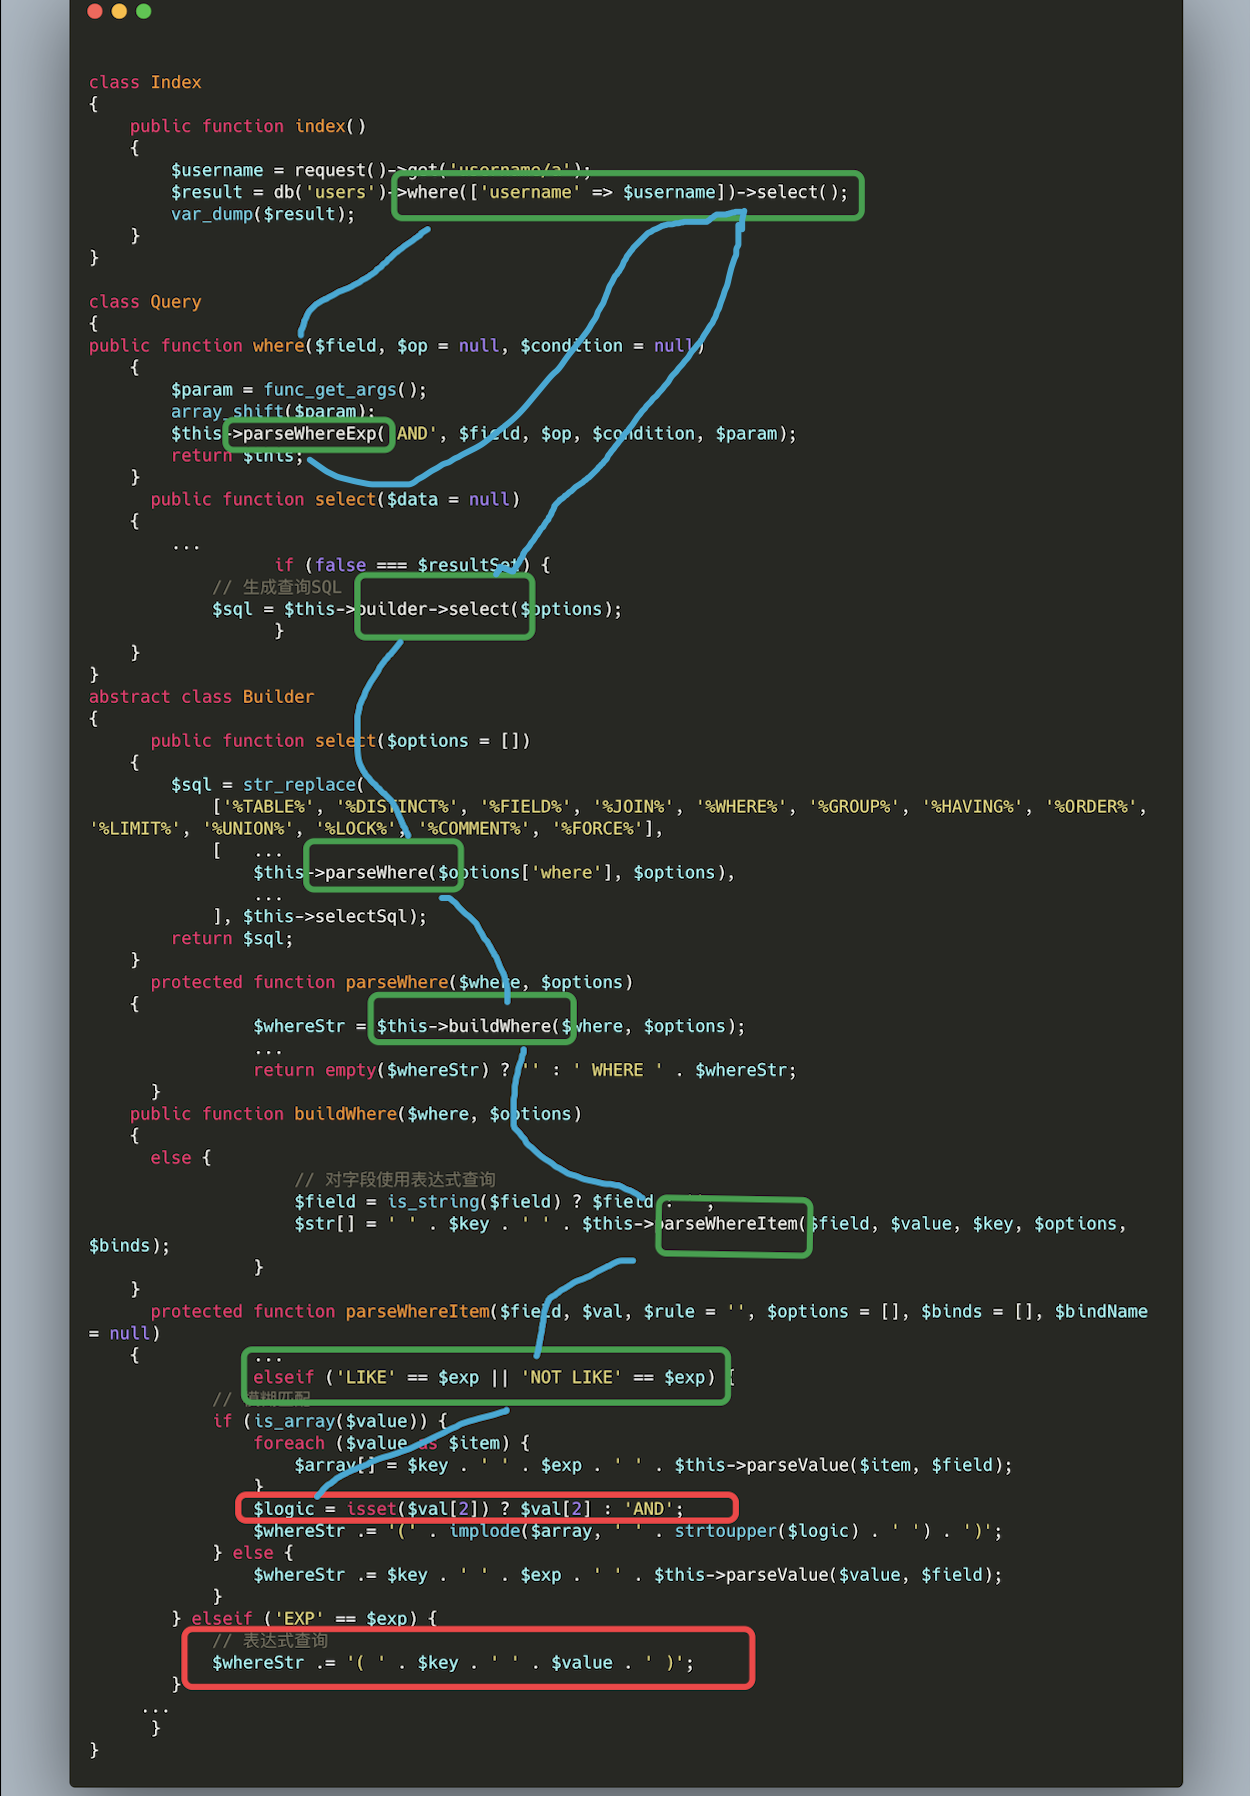 class Index
{
    public function index()
    {
        $username = request()->get('username/a');
        $result = db('users')->where(['username' => $username])->select();
        var_dump($result);
    }
}

class Query
{
public function where($field, $op = null, $condition = null)
    {
        $param = func_get_args();
        array_shift($param);
        $this->parseWhereExp('AND', $field, $op, $condition, $param);
        return $this;
    }
      public function select($data = null)
    {
        ...
                  if (false === $resultSet) {
            // 生成查询SQL
            $sql = $this->builder->select($options);
                  }
    }
}
abstract class Builder
{
      public function select($options = [])
    {
        $sql = str_replace(
            ['%TABLE%', '%DISTINCT%', '%FIELD%', '%JOIN%', '%WHERE%', '%GROUP%', '%HAVING%', '%ORDER%',
'%LIMIT%', '%UNION%', '%LOCK%', '%COMMENT%', '%FORCE%'],
            [   ...
                $this->parseWhere($options['where'], $options),
                ...
            ], $this->selectSql);
        return $sql;
    }
      protected function parseWhere($where, $options)
    {
                $whereStr = $this->buildWhere($where, $options);
                ...
                return empty($whereStr) ? '' : ' WHERE ' . $whereStr;
      }
    public function buildWhere($where, $options)
    {
      else {
                    // 对字段使用表达式查询
                    $field = is_string($field) ? $field : '';
                    $str[] = ' ' . $key . ' ' . $this->parseWhereItem($field, $value, $key, $options,
$binds);
                }
    }
      protected function parseWhereItem($field, $val, $rule = '', $options = [], $binds = [], $bindName
= null)
    {           ...
                elseif ('LIKE' == $exp || 'NOT LIKE' == $exp) {
            // 模糊匹配
            if (is_array($value)) {
                foreach ($value as $item) {
                    $array[] = $key . ' ' . $exp . ' ' . $this->parseValue($item, $field);
                }
                $logic = isset($val[2]) ? $val[2] : 'AND';
                $whereStr .= '(' . implode($array, ' ' . strtoupper($logic) . ' ') . ')';
            } else {
                $whereStr .= $key . ' ' . $exp . ' ' . $this->parseValue($value, $field);
            }
        } elseif ('EXP' == $exp) {
            // 表达式查询
            $whereStr .= '( ' . $key . ' ' . $value . ' )';
        }
     ...
      }
}